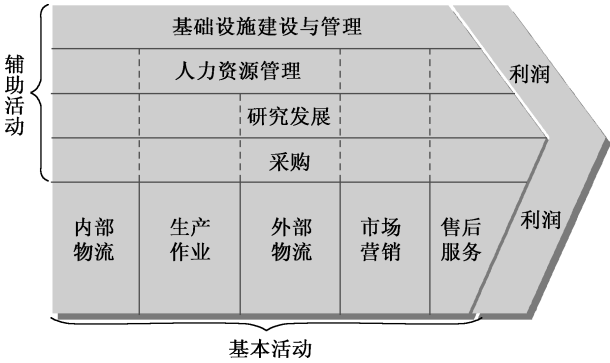 基础设施建设与管理
人力资源管理
研究发展
采购
辅助活动
利润
内部
物流
生产
作业
外部
物流
市场
营销
售后
服务
利润
基本活动